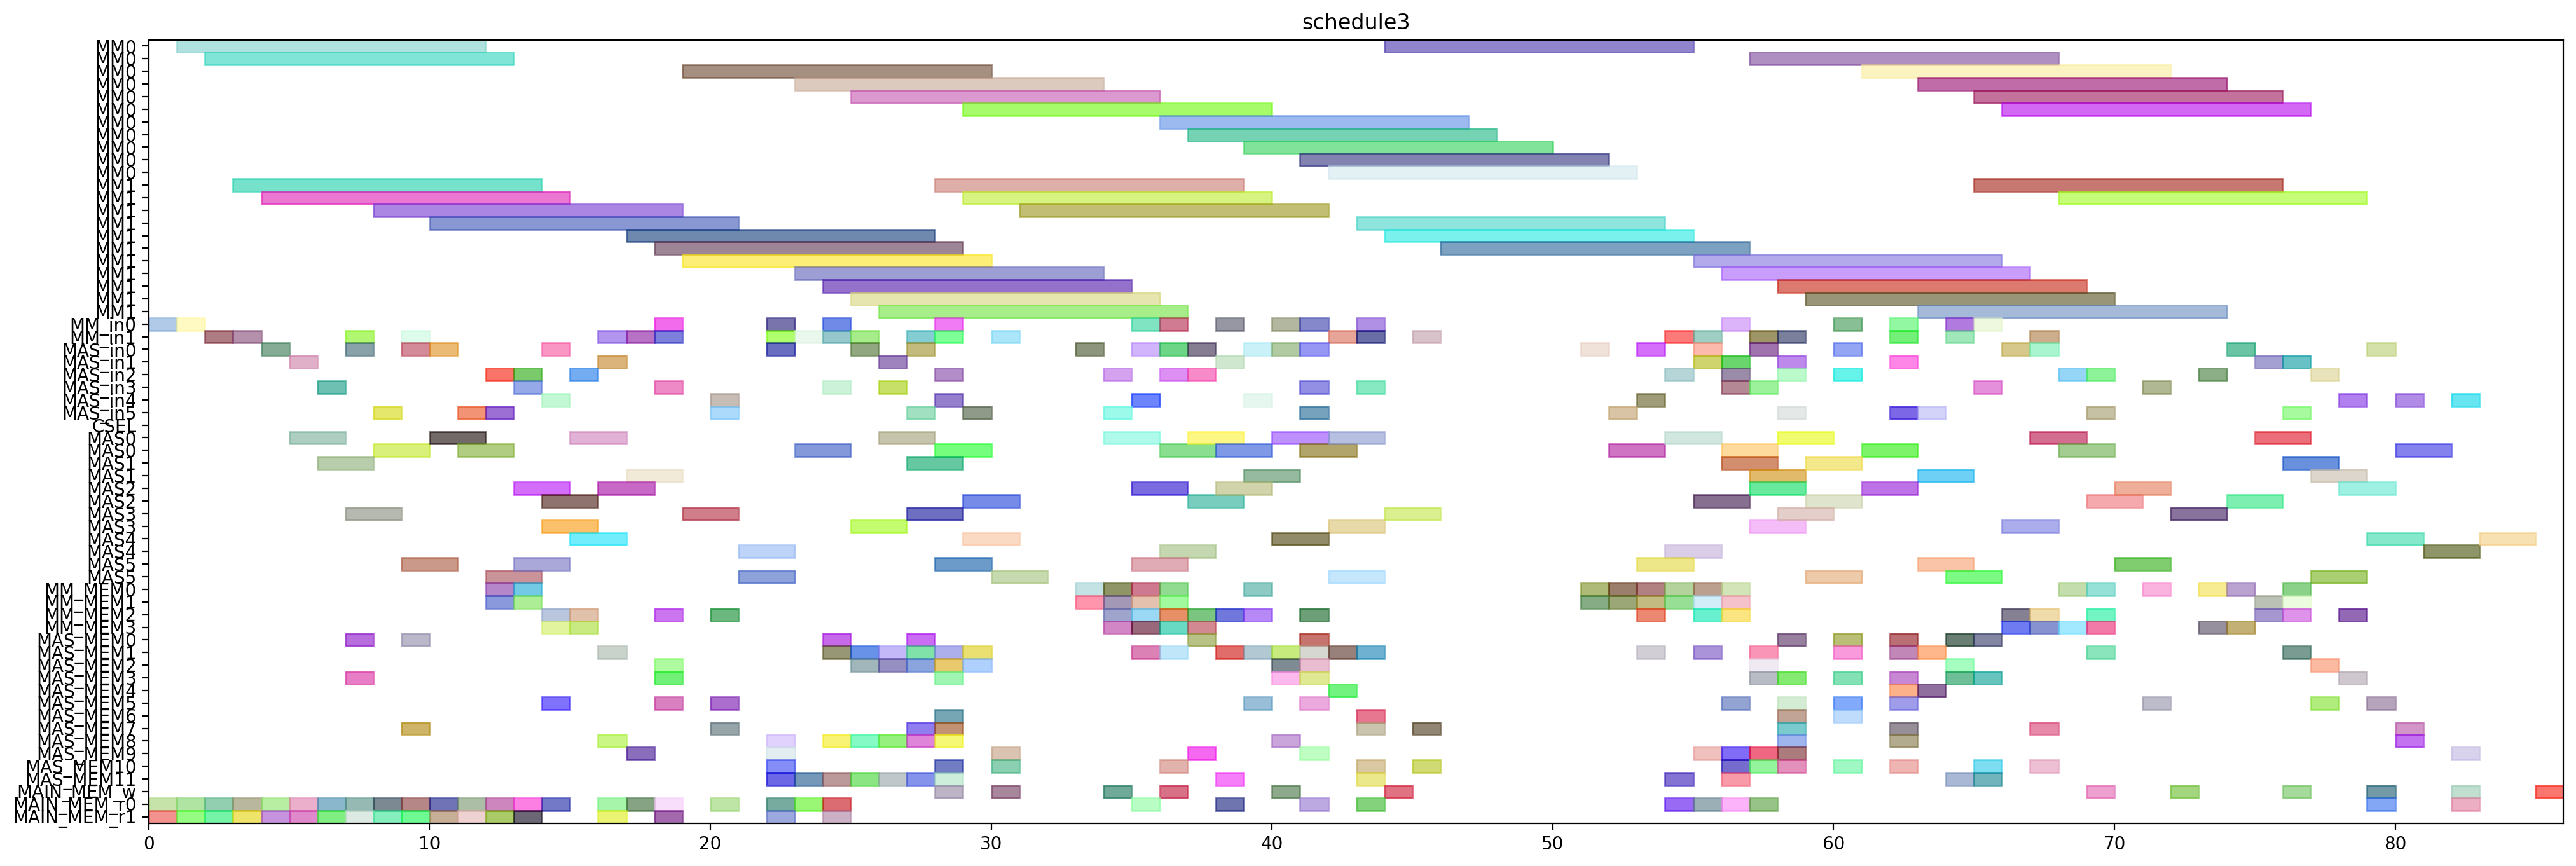 schedule3
MM0
MM0
MM0
MM0
MM0
MM0
MM0
MM0
MM0
MM0
MM0
MM1
MM1
MM1
MM1
MM1
MM1
MM1
MM1
MM1
MM1
MM1
MM_in0
MM_in1
MAS_in0
MAS_in1
MAS_in2
MAS_in3
MAS_in4
MAS_in5
CSEL
MAS0
MAS0
MAS1
MAS1
MAS2
MAS2
MAS3
MAS3
MAS4
MAS4
MAS5
MAS5
MM_MEM0
MM_MEM1
MM_MEM2
MM_MEM3
MAS_MEM0
MAS_MEM1
MAS_MEM2
MAS_MEM3
MAS_MEM4
MAS_MEM5
MAS_MEM6
MAS_MEM7
MAS_MEM8
MAS_MEM9
MAS_MEM10
MAS_MEM11
MAIN_MEM_w
MAIN_MEM_r0
MAIN_MEM_r1
0 10 20 30 40 50 60 70 80